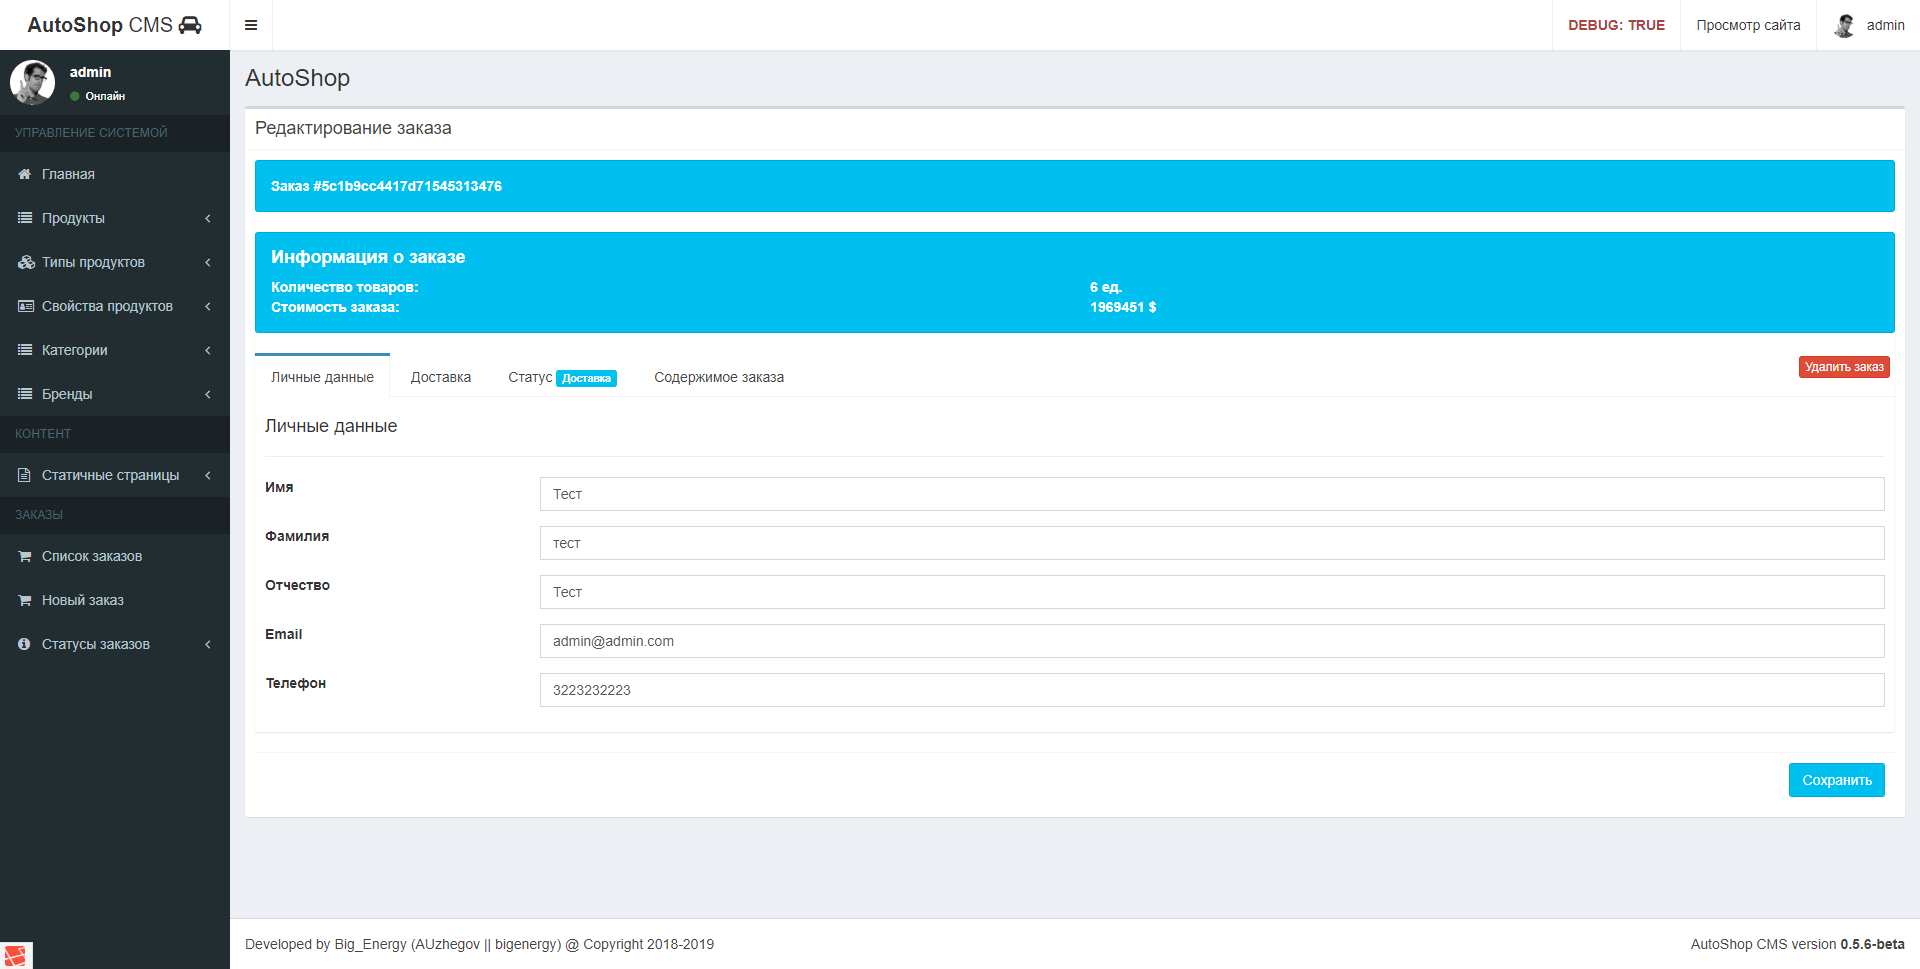 AutoShop CMS
DEBUG: TRUE
Просмотр сайта
admin
admin
Онлайн
УПРАВЛЕНИЕ СИСТЕМОЙ
Главная
Продукты
Типы продуктов
Свойства продуктов
Категории
Бренды
КОНТЕНТ
Статичные страницы
ЗАКАЗЫ
Список заказов
Новый заказ
Статусы заказов
AutoShop
Редактирование заказа
Заказ #5c1b9cc4417d71545313476
Информация о заказе
Количество товаров: 6 ед.
Стоимость заказа: 1969451 $
Личные данные
Доставка
Статус Доставка
Содержимое заказа
Удалить заказ
Личные данные
Имя Тест
Фамилия тест
Отчество Тест
Email admin@admin.com
Телефон 3223232223
Сохранить
Developed by Big_Energy (AUzhegov || bigenergy) @ Copyright 2018-2019
AutoShop CMS version 0.5.6-beta